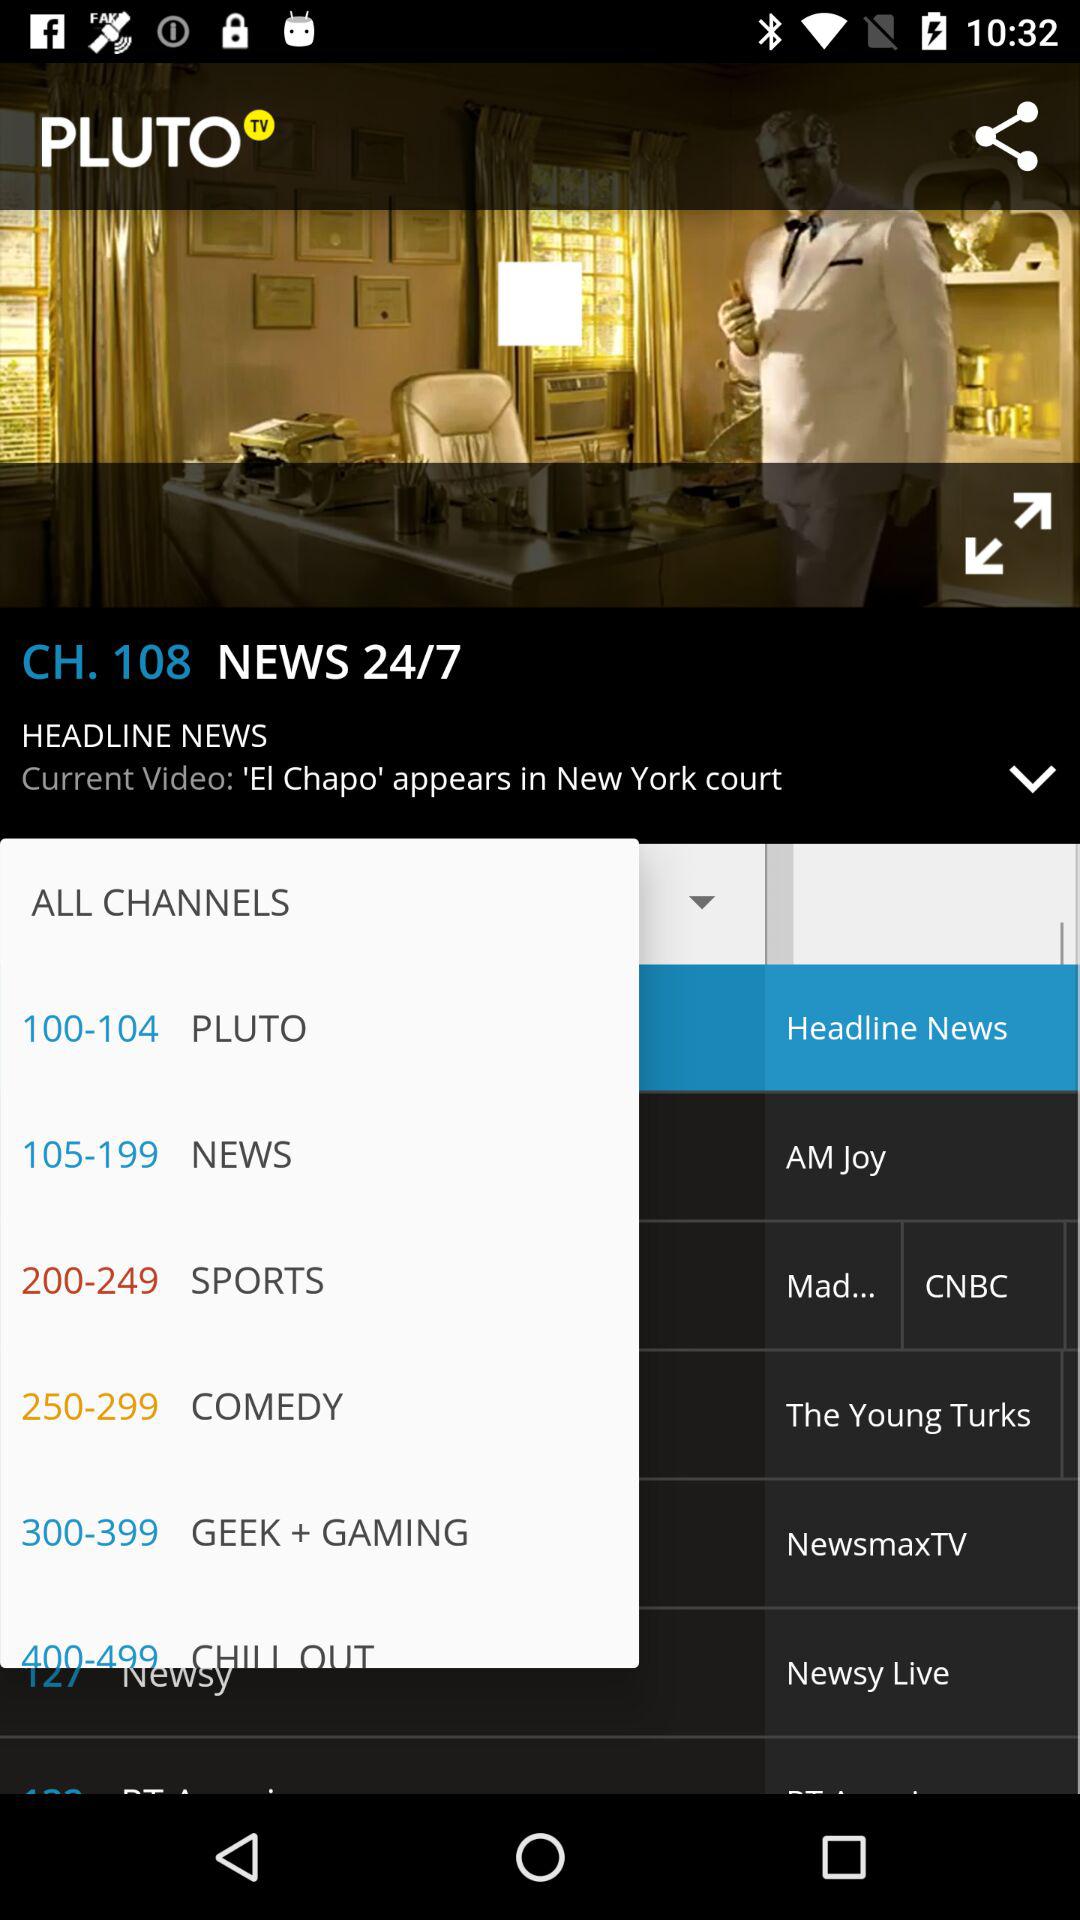 FAKE
10:32
PLUTO TV
CH. 108 NEWS 24/7
HEADLINE NEWS
Current Video: 'El Chapo' appears in New York court
ALL CHANNELS
100-104 PLUTO
Headline News
105-199 NEWS
AM Joy
200-249 SPORTS
Mad... CNBC
250-299 COMEDY
The Young Turks
300-399 GEEK + GAMING
NewsmaxTV
400-499 CHILL OUT
127 Newsy
Newsy Live